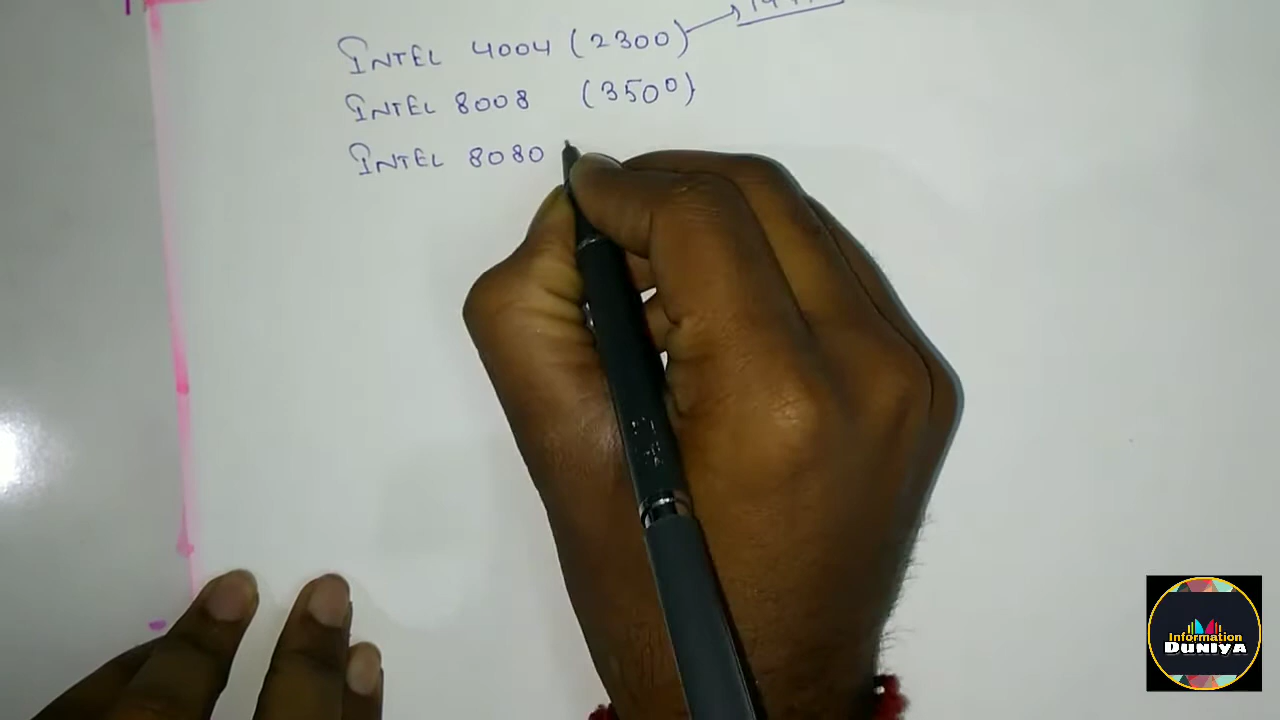 INTEL 4004 (2300)
INTEL 8008 (3500)
INTEL 8080
Information
DUNIYA